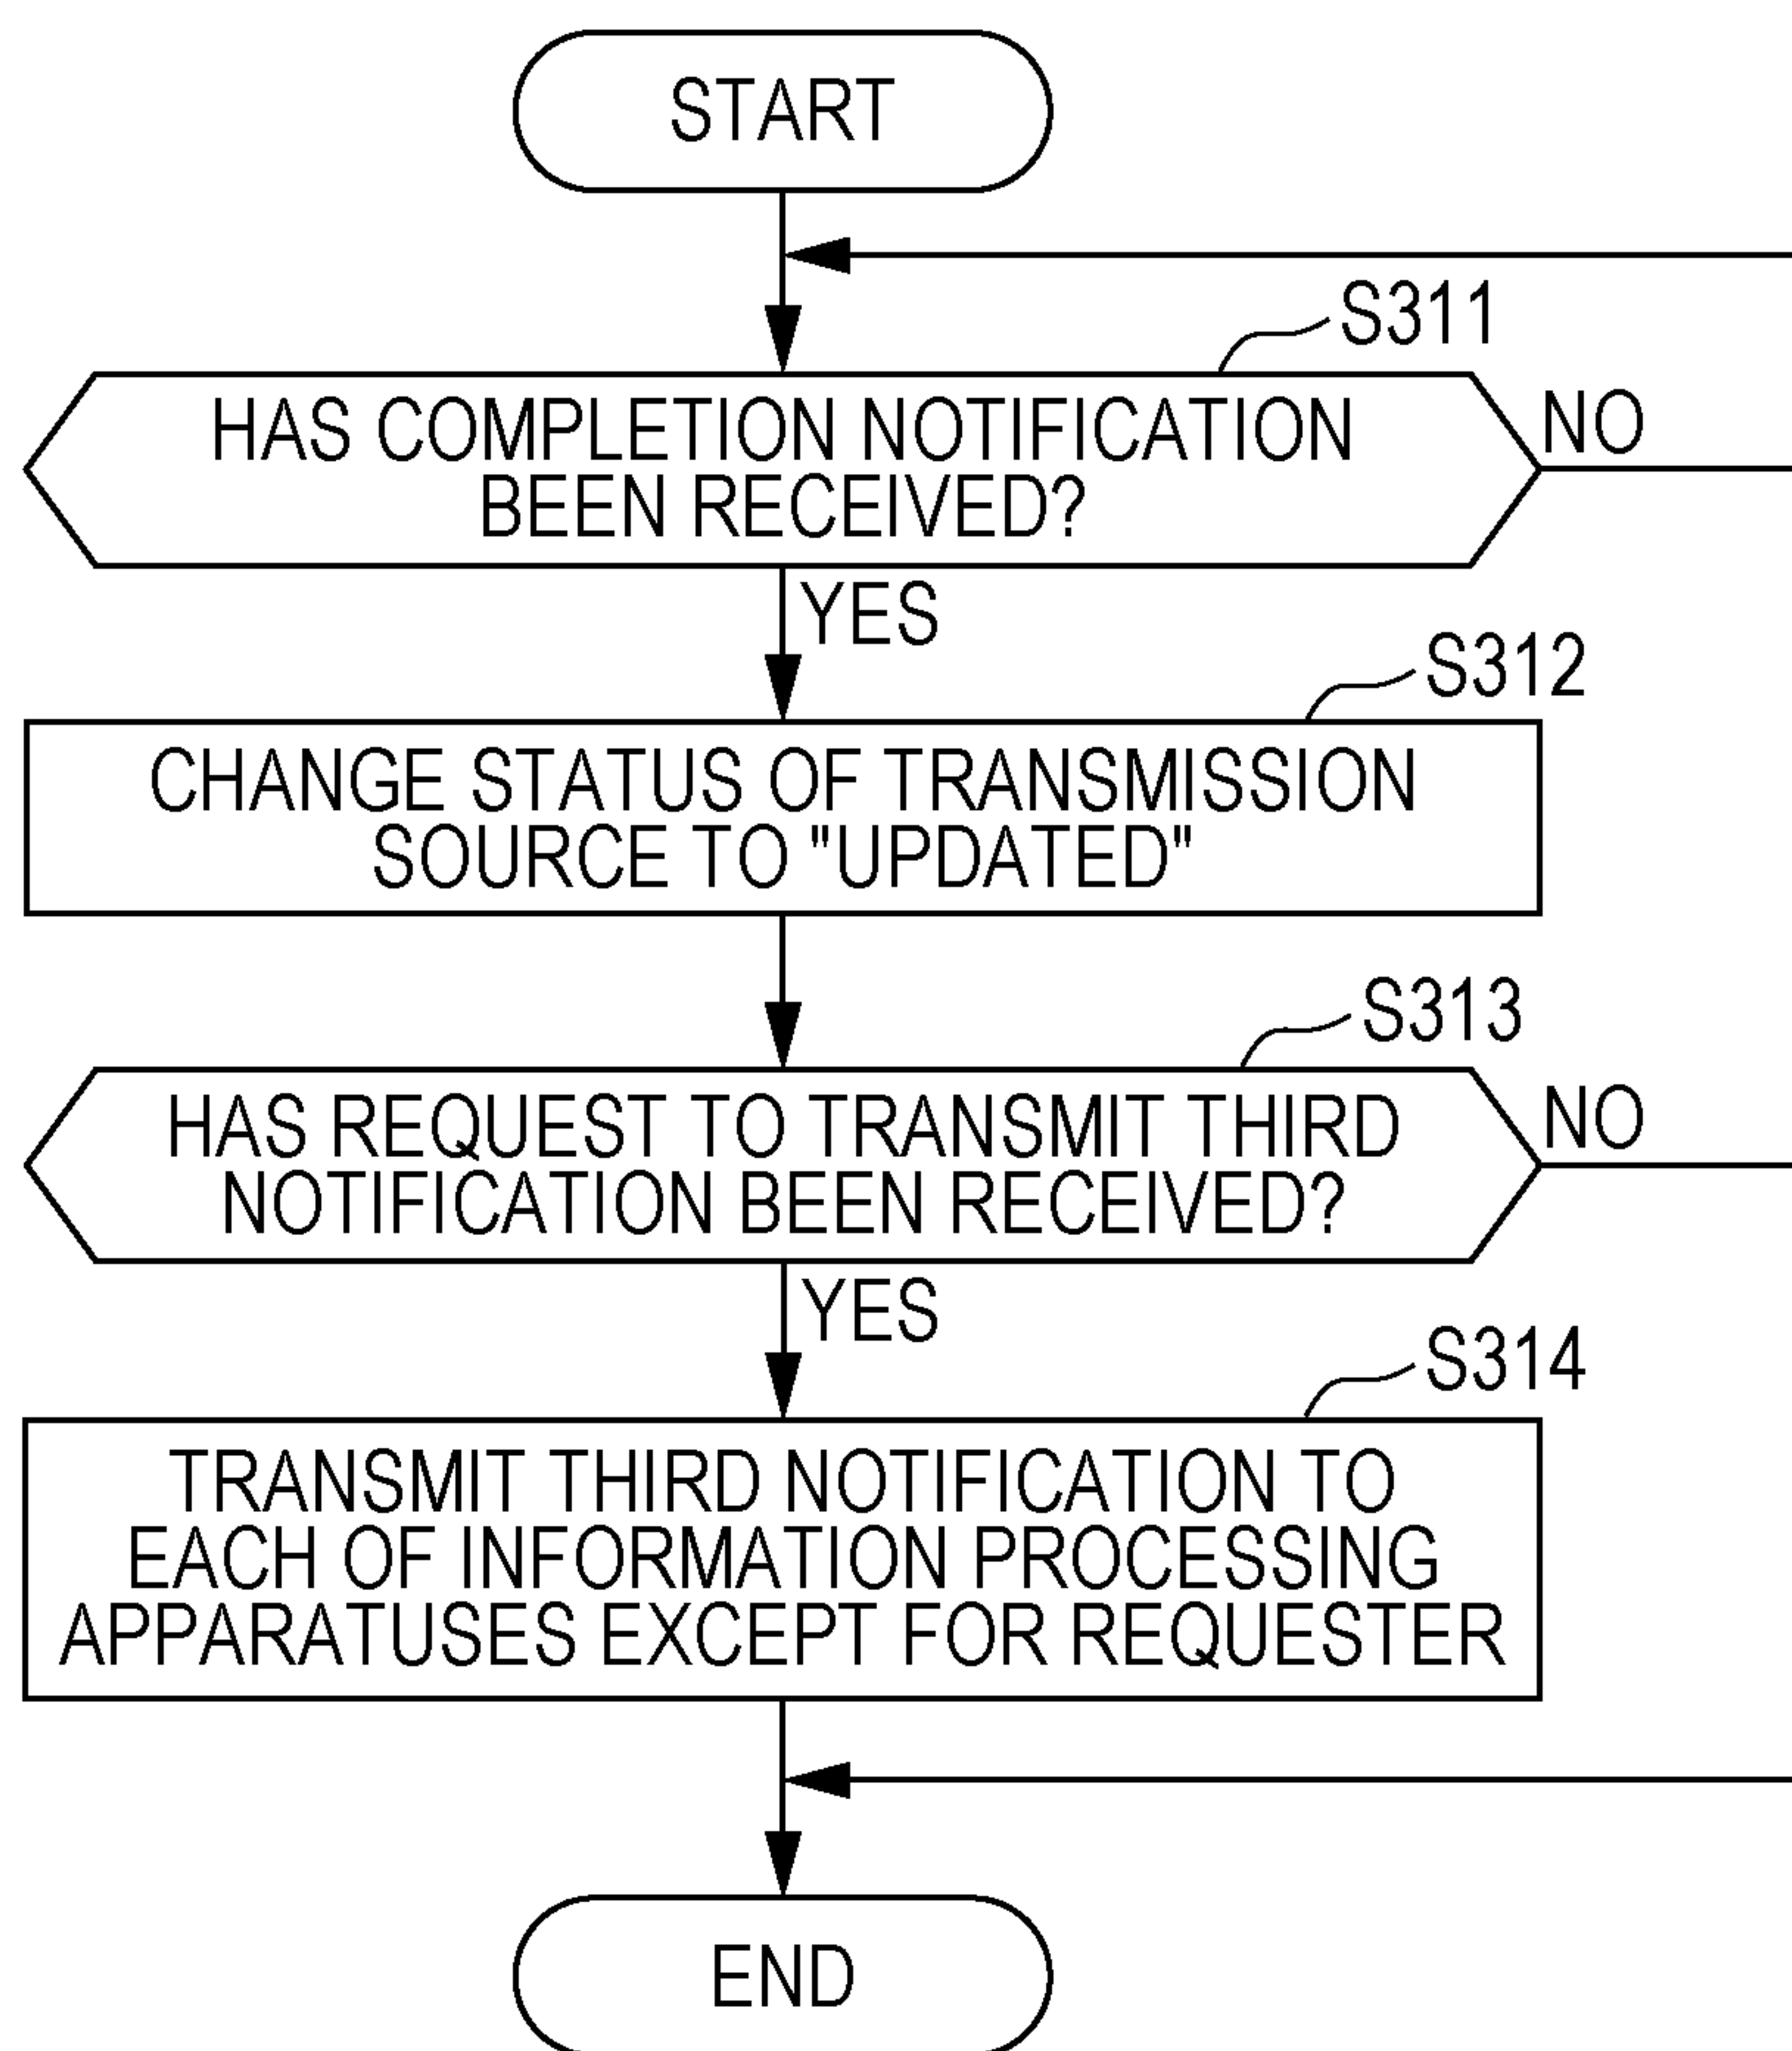 START
S311
HAS COMPLETION NOTIFICATION
BEEN RECEIVED?
NO
YES
S312
CHANGE STATUS OF TRANSMISSION
SOURCE TO "UPDATED"
S313
HAS REQUEST TO TRANSMIT THIRD
NOTIFICATION BEEN RECEIVED?
NO
YES
S314
TRANSMIT THIRD NOTIFICATION TO
EACH OF INFORMATION PROCESSING
APPARATUSES EXCEPT FOR REQUESTER
END